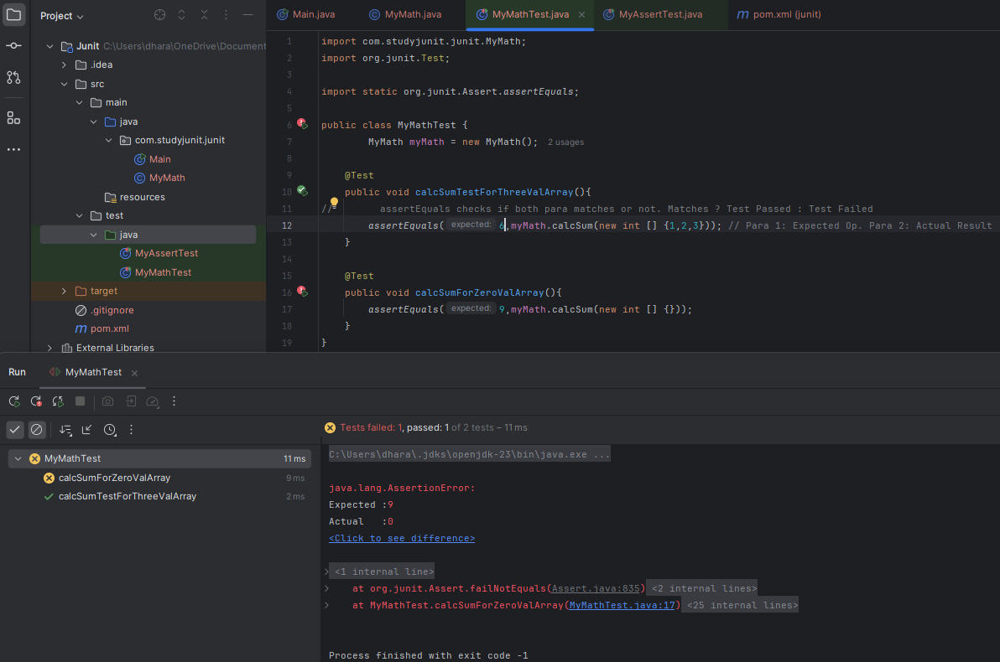 Project
Main.java MyMath.java MyMathTest.java MyAssertTest.java pom.xml (junit)
Junit C:\Users\dhara\OneDrive\Document
.idea
src
main
java
com.studyjunit.junit
Main
MyMath
resources
test
java
MyAssertTest
MyMathTest
target
.gitignore
pom.xml
External Libraries
1 import com.studyjunit.junit.MyMath;
2 import org.junit.Test;
3
4 import static org.junit.Assert.assertEquals;
5
6 public class MyMathTest {
7 MyMath myMath = new MyMath(); 2 usages
8
9 @Test
10 public void calcSumTestForThreeValArray(){
11 // assertEquals checks if both para matches or not. Matches ? Test Passed : Test Failed
12 assertEquals( expected: 6,myMath.calcSum(new int [] {1,2,3})); // Para 1: Expected Op. Para 2: Actual Result
13 }
14
15 @Test
16 public void calcSumForZeroValArray(){
17 assertEquals( expected: 9,myMath.calcSum(new int [] {}));
18 }
19 }
Run MyMathTest
Tests failed: 1, passed: 1 of 2 tests – 11 ms
MyMathTest 11 ms
calcSumForZeroValArray 9 ms
calcSumTestForThreeValArray 2 ms
C:\Users\dhara\.jdks\openjdk-23\bin\java.exe ...
java.lang.AssertionError:
Expected :9
Actual :0
<Click to see difference>
<1 internal line>
at org.junit.Assert.failNotEquals(Assert.java:835) <2 internal lines>
at MyMathTest.calcSumForZeroValArray(MyMathTest.java:17) <25 internal lines>
Process finished with exit code -1